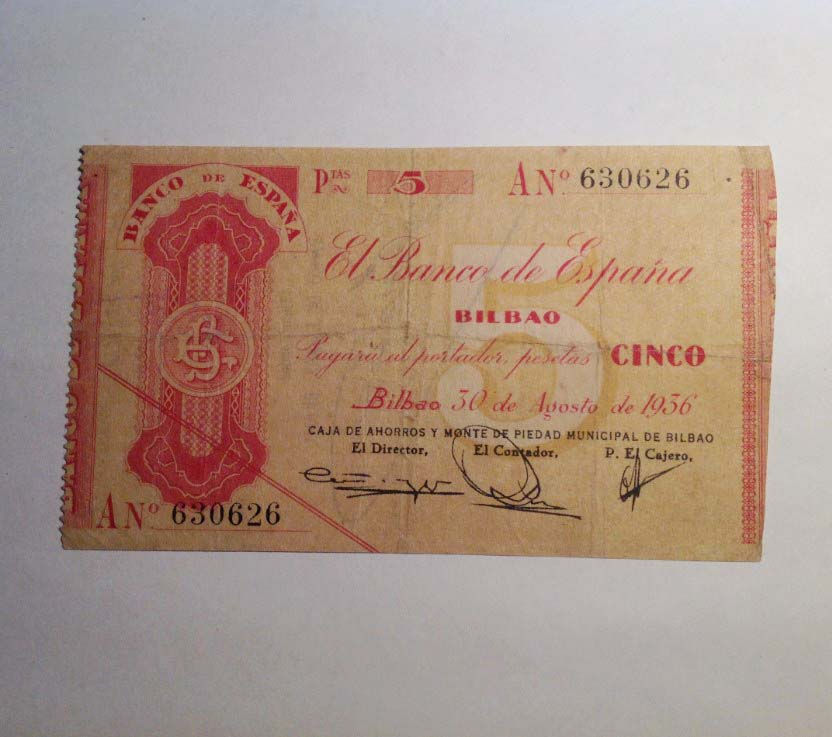 BANCO DE ESPAÑA
PTAS 5 A Nº 630626
El Banco de España
BILBAO
Pagará al portador, pesetas CINCO
Bilbao 30 de Agosto de 1936
CAJA DE AHORROS Y MONTE DE PIEDAD MUNICIPAL DE BILBAO
El Director, El Contador, P. El Cajero,
A Nº 630626
5